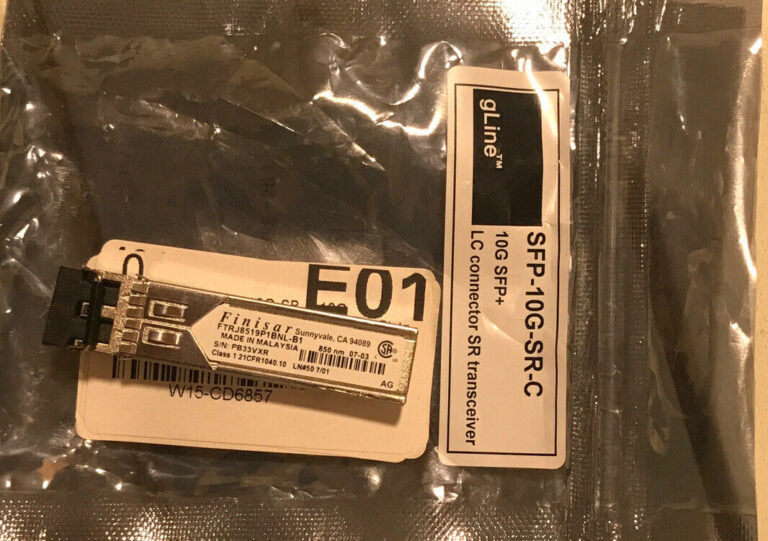 gLine™
SFP-10G-SR-C
10G SFP+
LC connector SR transceiver
E01
Finisar Sunnyvale, CA 94089
FTRJ8519P1BNL-B1
MADE IN MALAYSIA
850 nm 07-03
S/N: PB33VXR
Class 1 21CFR1040.10 LN#50 7/01
AG
W15-CD6857